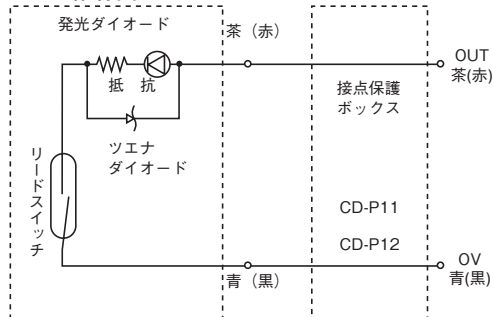 発光ダイオード
茶（赤）
OUT
茶(赤)
抵 抗
接点保護
ボックス
ツエナ
ダイオード
リードスイッチ
CD-P11
CD-P12
OV
青(黒)
青（黒）